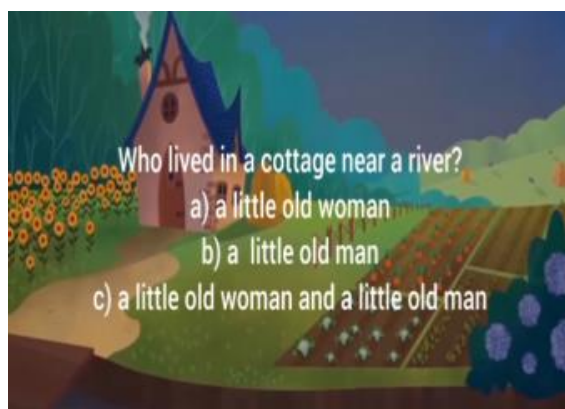 Who lived in a cottage near a river?
a) a little old woman
b) a little old man
c) a little old woman and a little old man